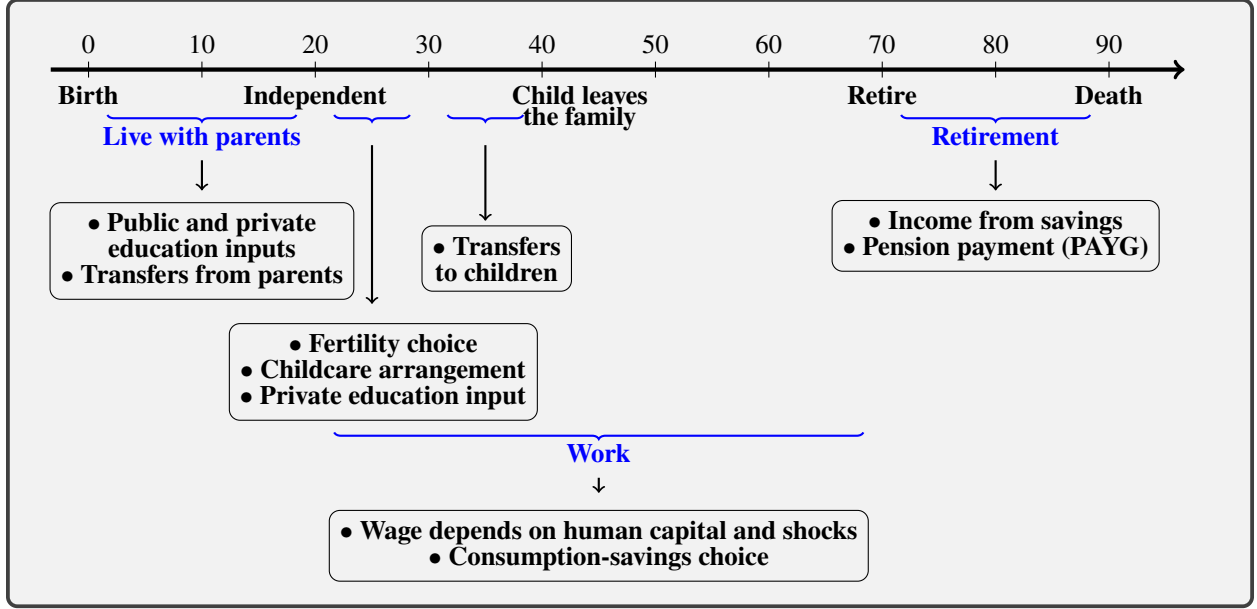 0 10 20 30 40 50 60 70 80 90
Birth Independent Child leaves Retire Death
the family
Live with parents Retirement
• Public and private
education inputs
• Transfers from parents
• Transfers
to children
• Income from savings
• Pension payment (PAYG)
• Fertility choice
• Childcare arrangement
• Private education input
Work
• Wage depends on human capital and shocks
• Consumption-savings choice